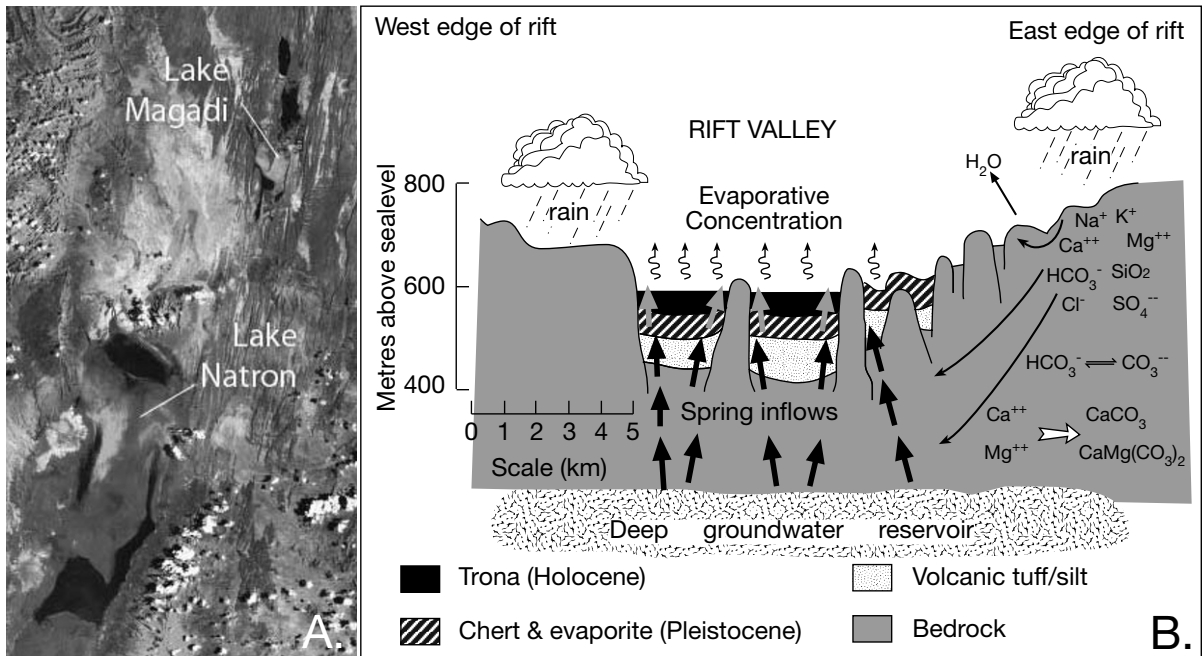 Lake
Magadi
Lake
Natron
A.
West edge of rift
East edge of rift
RIFT VALLEY
rain
rain
H₂O
Evaporative
Concentration
Metres above sealevel
800
600
400
Na⁺ K⁺
Ca⁺⁺ Mg⁺⁺
HCO₃⁻ SiO₂
Cl⁻ SO₄⁻⁻
HCO₃⁻ ⇌ CO₃⁻⁻
Ca⁺⁺ CaCO₃
Mg⁺⁺ CaMg(CO₃)₂
Spring inflows
0 1 2 3 4 5
Scale (km)
Deep groundwater reservoir
Trona (Holocene)
Volcanic tuff/silt
Chert & evaporite (Pleistocene)
Bedrock
B.